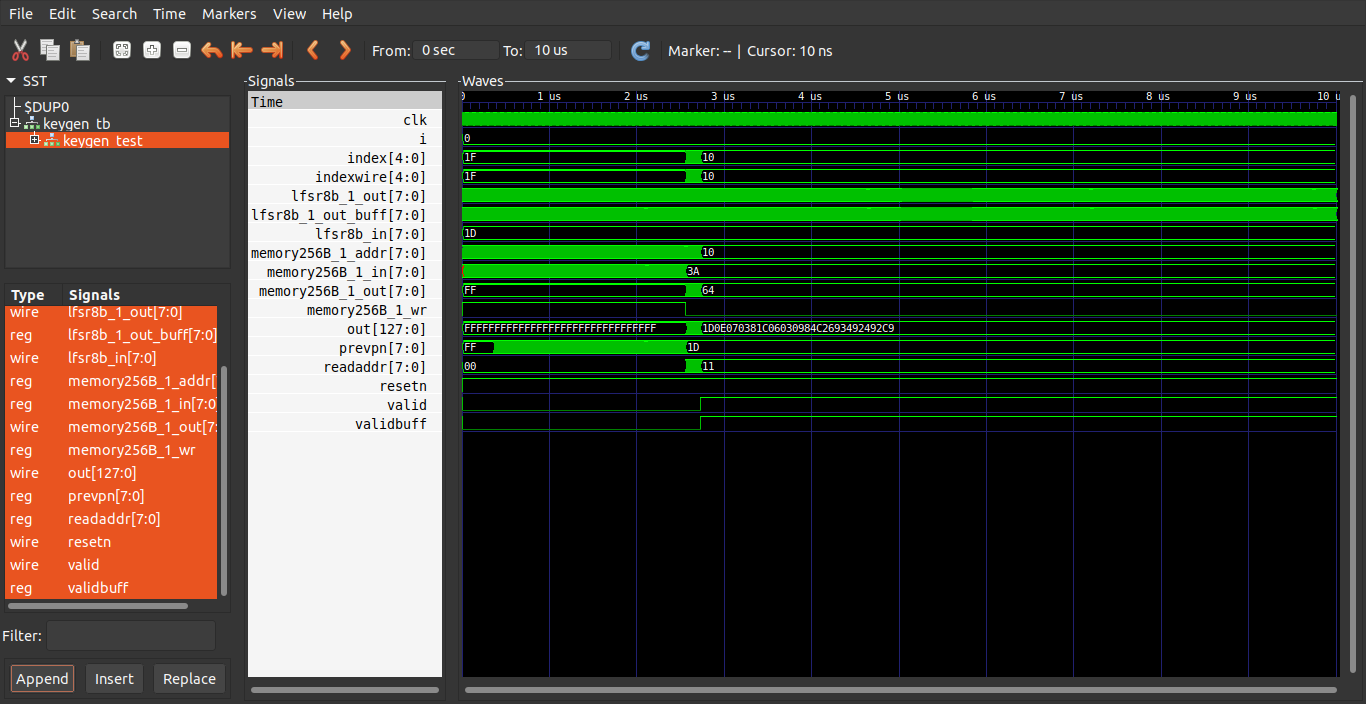 File Edit Search Time Markers View Help
From: 0 sec To: 10 us Marker: -- | Cursor: 10 ns
SST
$DUP0
keygen_tb
keygen_test
Type Signals
wire lfsr8b_1_out[7:0]
reg lfsr8b_1_out_buff[7:0]
wire lfsr8b_in[7:0]
reg memory256B_1_addr[
reg memory256B_1_in[7:0]
wire memory256B_1_out[7:
reg memory256B_1_wr
wire out[127:0]
reg prevpn[7:0]
reg readaddr[7:0]
wire resetn
wire valid
reg validbuff
Filter:
Append Insert Replace
Signals
Time
clk
i
index[4:0]
indexwire[4:0]
lfsr8b_1_out[7:0]
lfsr8b_1_out_buff[7:0]
lfsr8b_in[7:0]
memory256B_1_addr[7:0]
memory256B_1_in[7:0]
memory256B_1_out[7:0]
memory256B_1_wr
out[127:0]
prevpn[7:0]
readaddr[7:0]
resetn
valid
validbuff
Waves
0 1 us 2 us 3 us 4 us 5 us 6 us 7 us 8 us 9 us 10 u
0
1F 10
1F 10
1D
10
3A
FF 64
FFFFFFFFFFFFFFFFFFFFFFFFFFFFFFFF 1D0E070381C06030984C2693492492C9
FF 1D
00 11